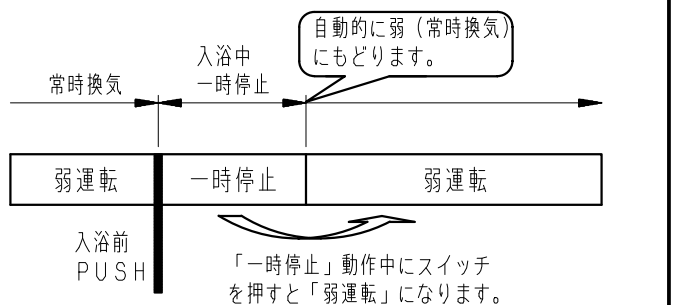 自動的に弱（常時換気）
にもどります。
入浴中
一時停止
常時換気
弱運転
一時停止
弱運転
入浴前
PUSH
「一時停止」動作中にスイッチ
を押すと「弱運転」になります。